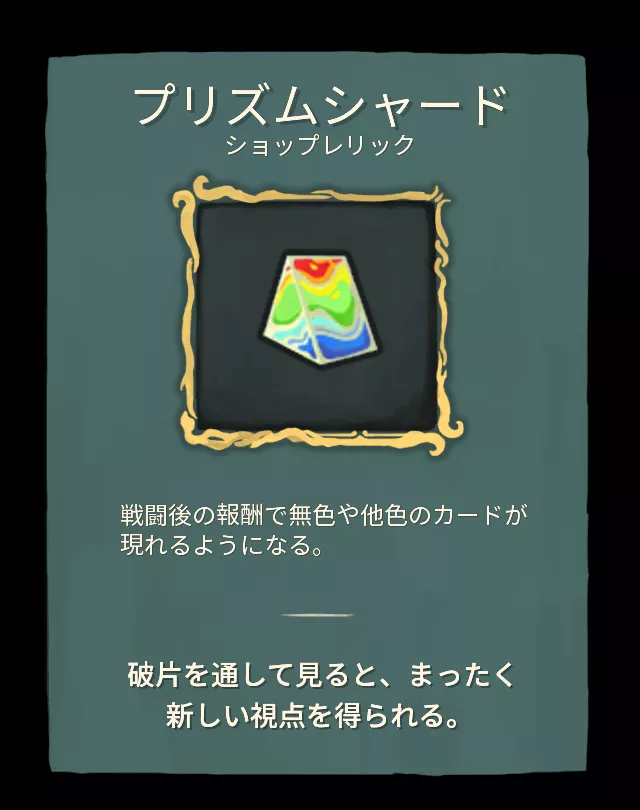 プリズムシャード
ショップレリック
戦闘後の報酬で無色や他色のカードが
現れるようになる。
破片を通して見ると、まったく
新しい視点を得られる。